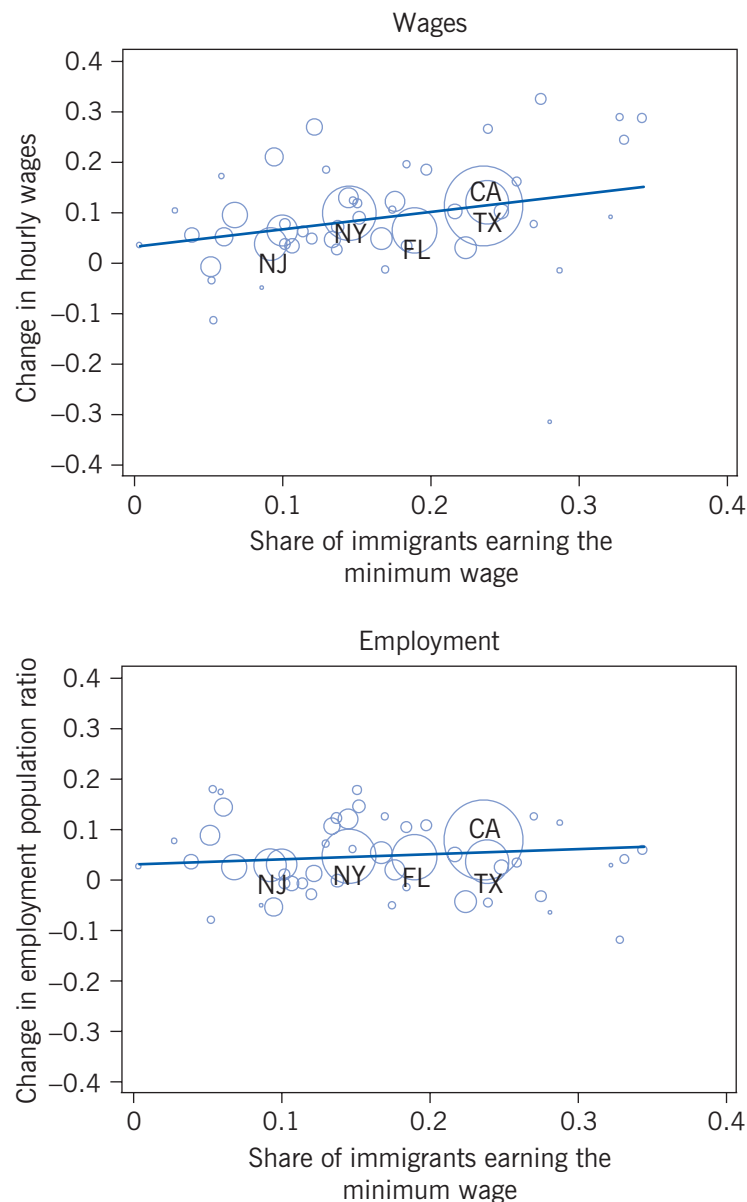 Wages
Change in hourly wages
0.4
0.3
0.2
0.1
0
–0.1
–0.2
–0.3
–0.4
CA
TX
NY
FL
NJ
0 0.1 0.2 0.3 0.4
Share of immigrants earning the
minimum wage
Employment
Change in employment population ratio
0.4
0.3
0.2
0.1
0
–0.1
–0.2
–0.3
–0.4
CA
NY
FL
TX
NJ
0 0.1 0.2 0.3 0.4
Share of immigrants earning the
minimum wage